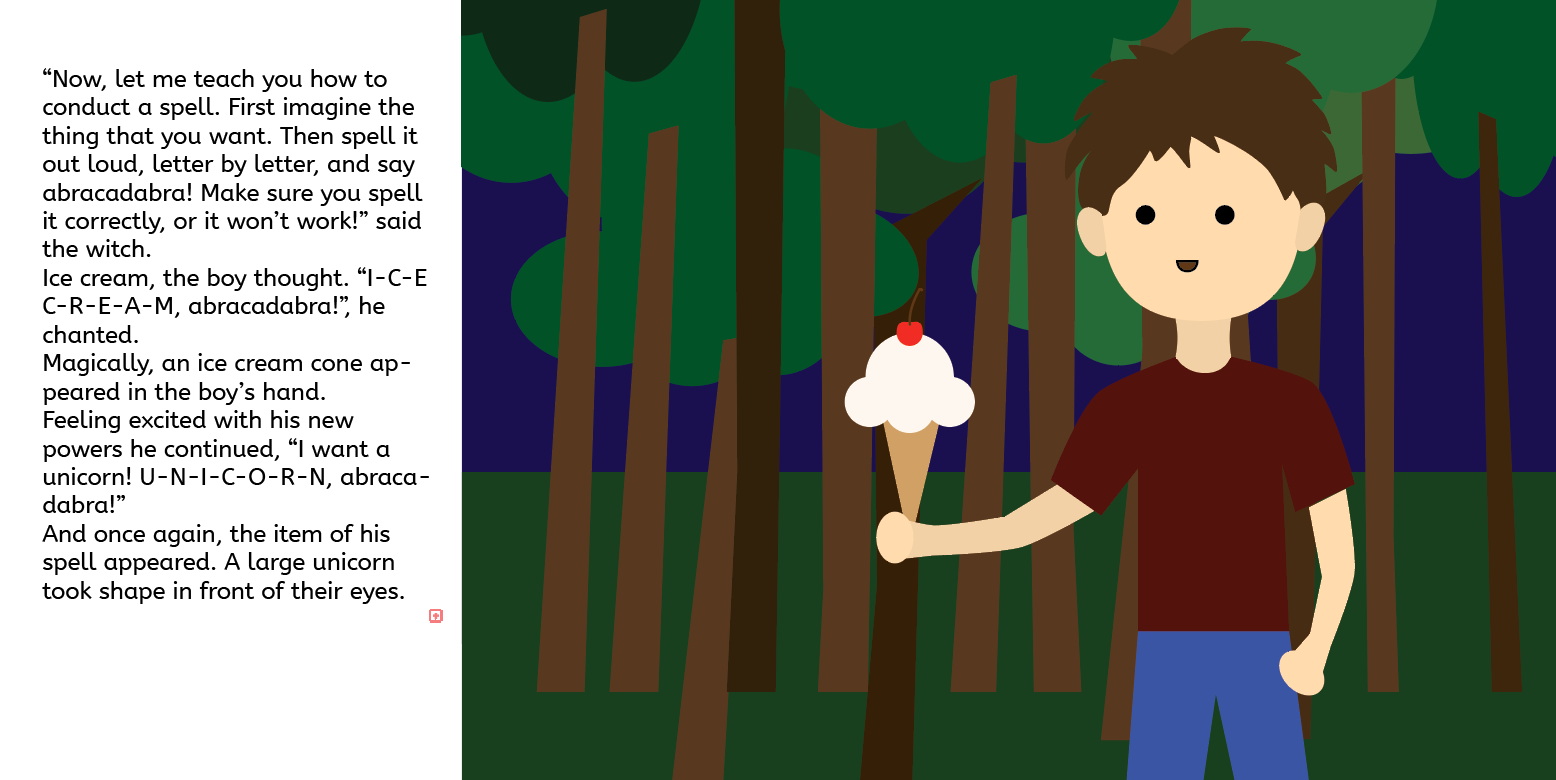 “Now, let me teach you how to
conduct a spell. First imagine the
thing that you want. Then spell it
out loud, letter by letter, and say
abracadabra! Make sure you spell
it correctly, or it won’t work!” said
the witch.
Ice cream, the boy thought. “I-C-E
C-R-E-A-M, abracadabra!”, he
chanted.
Magically, an ice cream cone ap-
peared in the boy’s hand.
Feeling excited with his new
powers he continued, “I want a
unicorn! U-N-I-C-O-R-N, abraca-
dabra!”
And once again, the item of his
spell appeared. A large unicorn
took shape in front of their eyes.